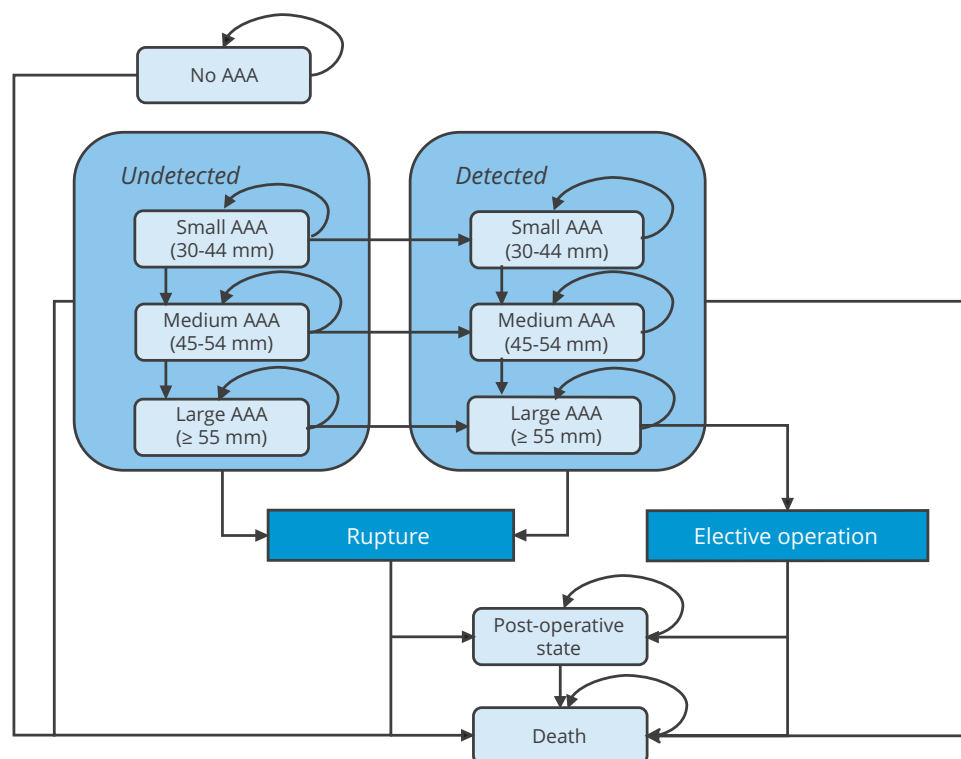 No AAA
Undetected
Small AAA
(30-44 mm)
Medium AAA
(45-54 mm)
Large AAA
(≥ 55 mm)
Detected
Small AAA
(30-44 mm)
Medium AAA
(45-54 mm)
Large AAA
(≥ 55 mm)
Rupture
Elective operation
Post-operative
state
Death